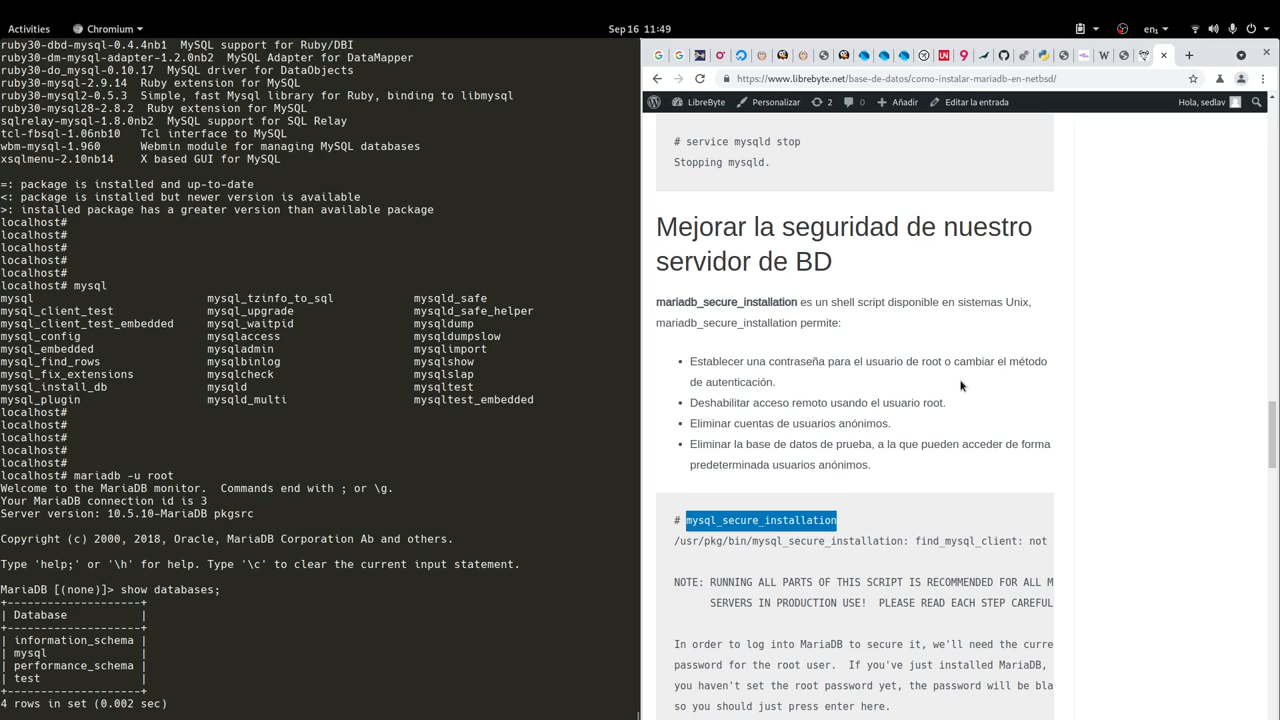 Activities
Chromium
Sep 16 11:49
en₁
ruby30-dbd-mysql-0.4.4nb1  MySQL support for Ruby/DBI
ruby30-dm-mysql-adapter-1.2.0nb2  MySQL Adapter for DataMapper
ruby30-do_mysql-0.10.17  MySQL driver for DataObjects
ruby30-mysql-2.9.14  Ruby extension for MySQL
ruby30-mysql2-0.5.3  Simple, fast Mysql library for Ruby, binding to libmysql
ruby30-mysql28-2.8.2  Ruby extension for MySQL
sqlrelay-mysql-1.8.0nb2  MySQL support for SQL Relay
tcl-fbsql-1.06nb10   Tcl interface to MySQL
wbm-mysql-1.960      Webmin module for managing MySQL databases
xsqlmenu-2.10nb14    X based GUI for MySQL
=: package is installed and up-to-date
<: package is installed but newer version is available
>: installed package has a greater version than available package
localhost#
localhost#
localhost#
localhost#
localhost#
localhost# mysql
mysql                      mysql_tzinfo_to_sql        mysqld_safe
mysql_client_test          mysql_upgrade              mysqld_safe_helper
mysql_client_test_embedded mysql_waitpid              mysqldump
mysql_config               mysqlaccess                mysqldumpslow
mysql_embedded             mysqladmin                 mysqlimport
mysql_find_rows            mysqlbinlog                mysqlshow
mysql_fix_extensions       mysqlcheck                 mysqlslap
mysql_install_db           mysqld                     mysqltest
mysql_plugin               mysqld_multi               mysqltest_embedded
localhost#
localhost#
localhost#
localhost#
localhost#
localhost# mariadb -u root
Welcome to the MariaDB monitor.  Commands end with ; or \g.
Your MariaDB connection id is 3
Server version: 10.5.10-MariaDB pkgsrc
Copyright (c) 2000, 2018, Oracle, MariaDB Corporation Ab and others.
Type 'help;' or '\h' for help. Type '\c' to clear the current input statement.
MariaDB [(none)]> show databases;
+--------------------+
| Database           |
+--------------------+
| information_schema |
| mysql              |
| performance_schema |
| test               |
+--------------------+
4 rows in set (0.002 sec)
https://www.librebyte.net/base-de-datos/como-instalar-mariadb-en-netbsd/
LibreByte
Personalizar
2
0
Añadir
Editar la entrada
Hola, sedlav
# service mysqld stop
Stopping mysqld.
Mejorar la seguridad de nuestro
servidor de BD
mariadb_secure_installation es un shell script disponible en sistemas Unix,
mariadb_secure_installation permite:
• Establecer una contraseña para el usuario de root o cambiar el método
de autenticación.
• Deshabilitar acceso remoto usando el usuario root.
• Eliminar cuentas de usuarios anónimos.
• Eliminar la base de datos de prueba, a la que pueden acceder de forma
predeterminada usuarios anónimos.
# mysql_secure_installation
/usr/pkg/bin/mysql_secure_installation: find_mysql_client: not
NOTE: RUNNING ALL PARTS OF THIS SCRIPT IS RECOMMENDED FOR ALL M
SERVERS IN PRODUCTION USE!  PLEASE READ EACH STEP CAREFUL
In order to log into MariaDB to secure it, we'll need the curre
password for the root user.  If you've just installed MariaDB,
you haven't set the root password yet, the password will be bla
so you should just press enter here.